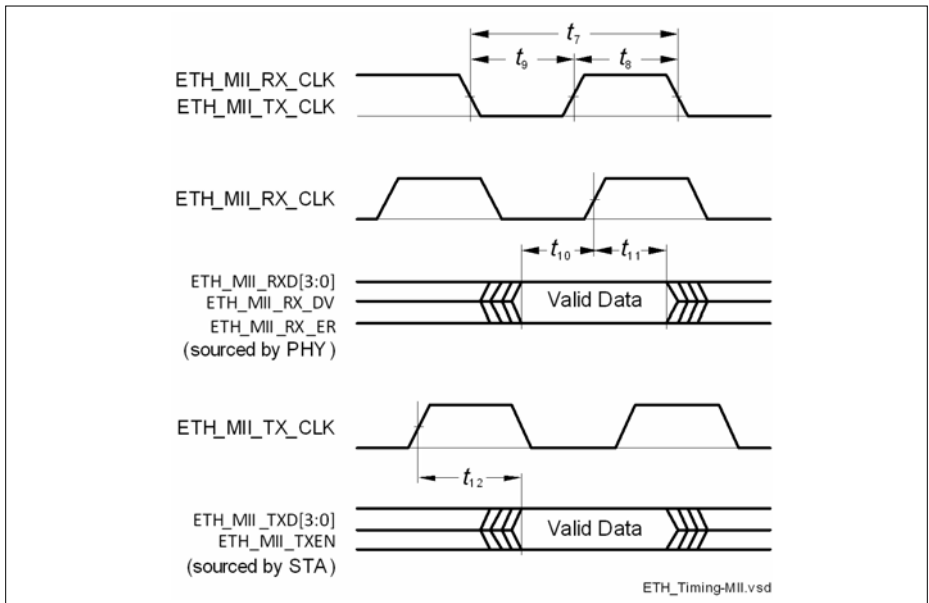 t7
t9
t8
ETH_MII_RX_CLK
ETH_MII_TX_CLK
ETH_MII_RX_CLK
t10
t11
ETH_MII_RXD[3:0]
ETH_MII_RX_DV
Valid Data
ETH_MII_RX_ER
(sourced by PHY)
ETH_MII_TX_CLK
t12
ETH_MII_TXD[3:0]
Valid Data
ETH_MII_TXEN
(sourced by STA)
ETH_Timing-MII.vsd